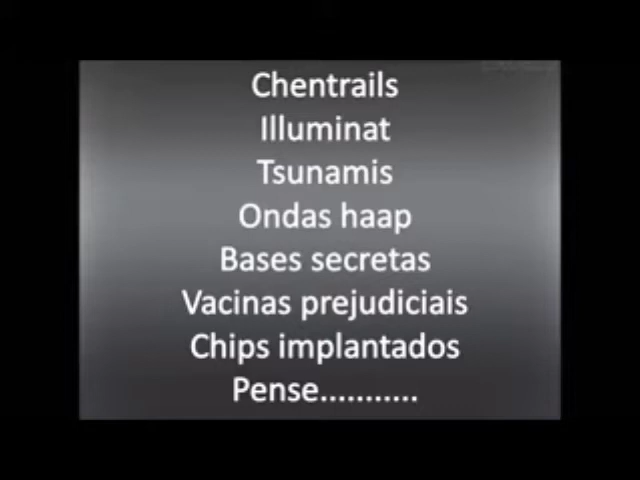 Chentrails
Illuminat
Tsunamis
Ondas haap
Bases secretas
Vacinas prejudiciais
Chips implantados
Pense...........